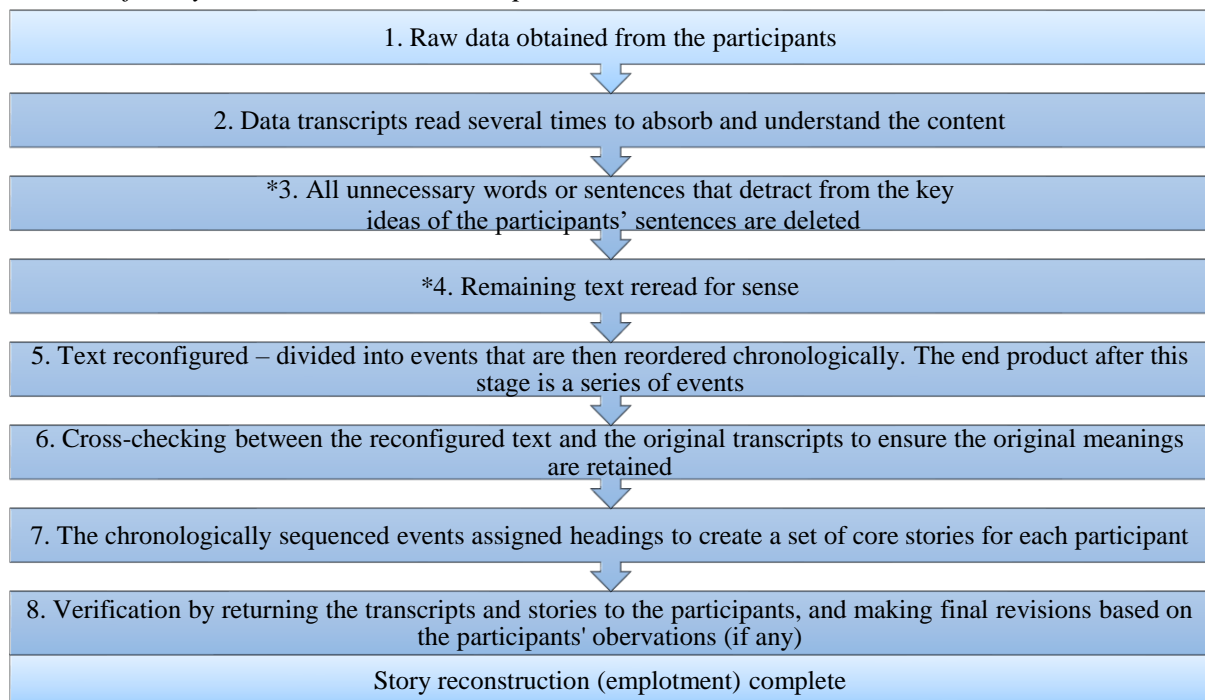 1. Raw data obtained from the participants
2. Data transcripts read several times to absorb and understand the content
*3. All unnecessary words or sentences that detract from the key
ideas of the participants’ sentences are deleted
*4. Remaining text reread for sense
5. Text reconfigured – divided into events that are then reordered chronologically. The end product after this
stage is a series of events
6. Cross-checking between the reconfigured text and the original transcripts to ensure the original meanings
are retained
7. The chronologically sequenced events assigned headings to create a set of core stories for each participant
8. Verification by returning the transcripts and stories to the participants, and making final revisions based on
the participants' obervations (if any)
Story reconstruction (emplotment) complete